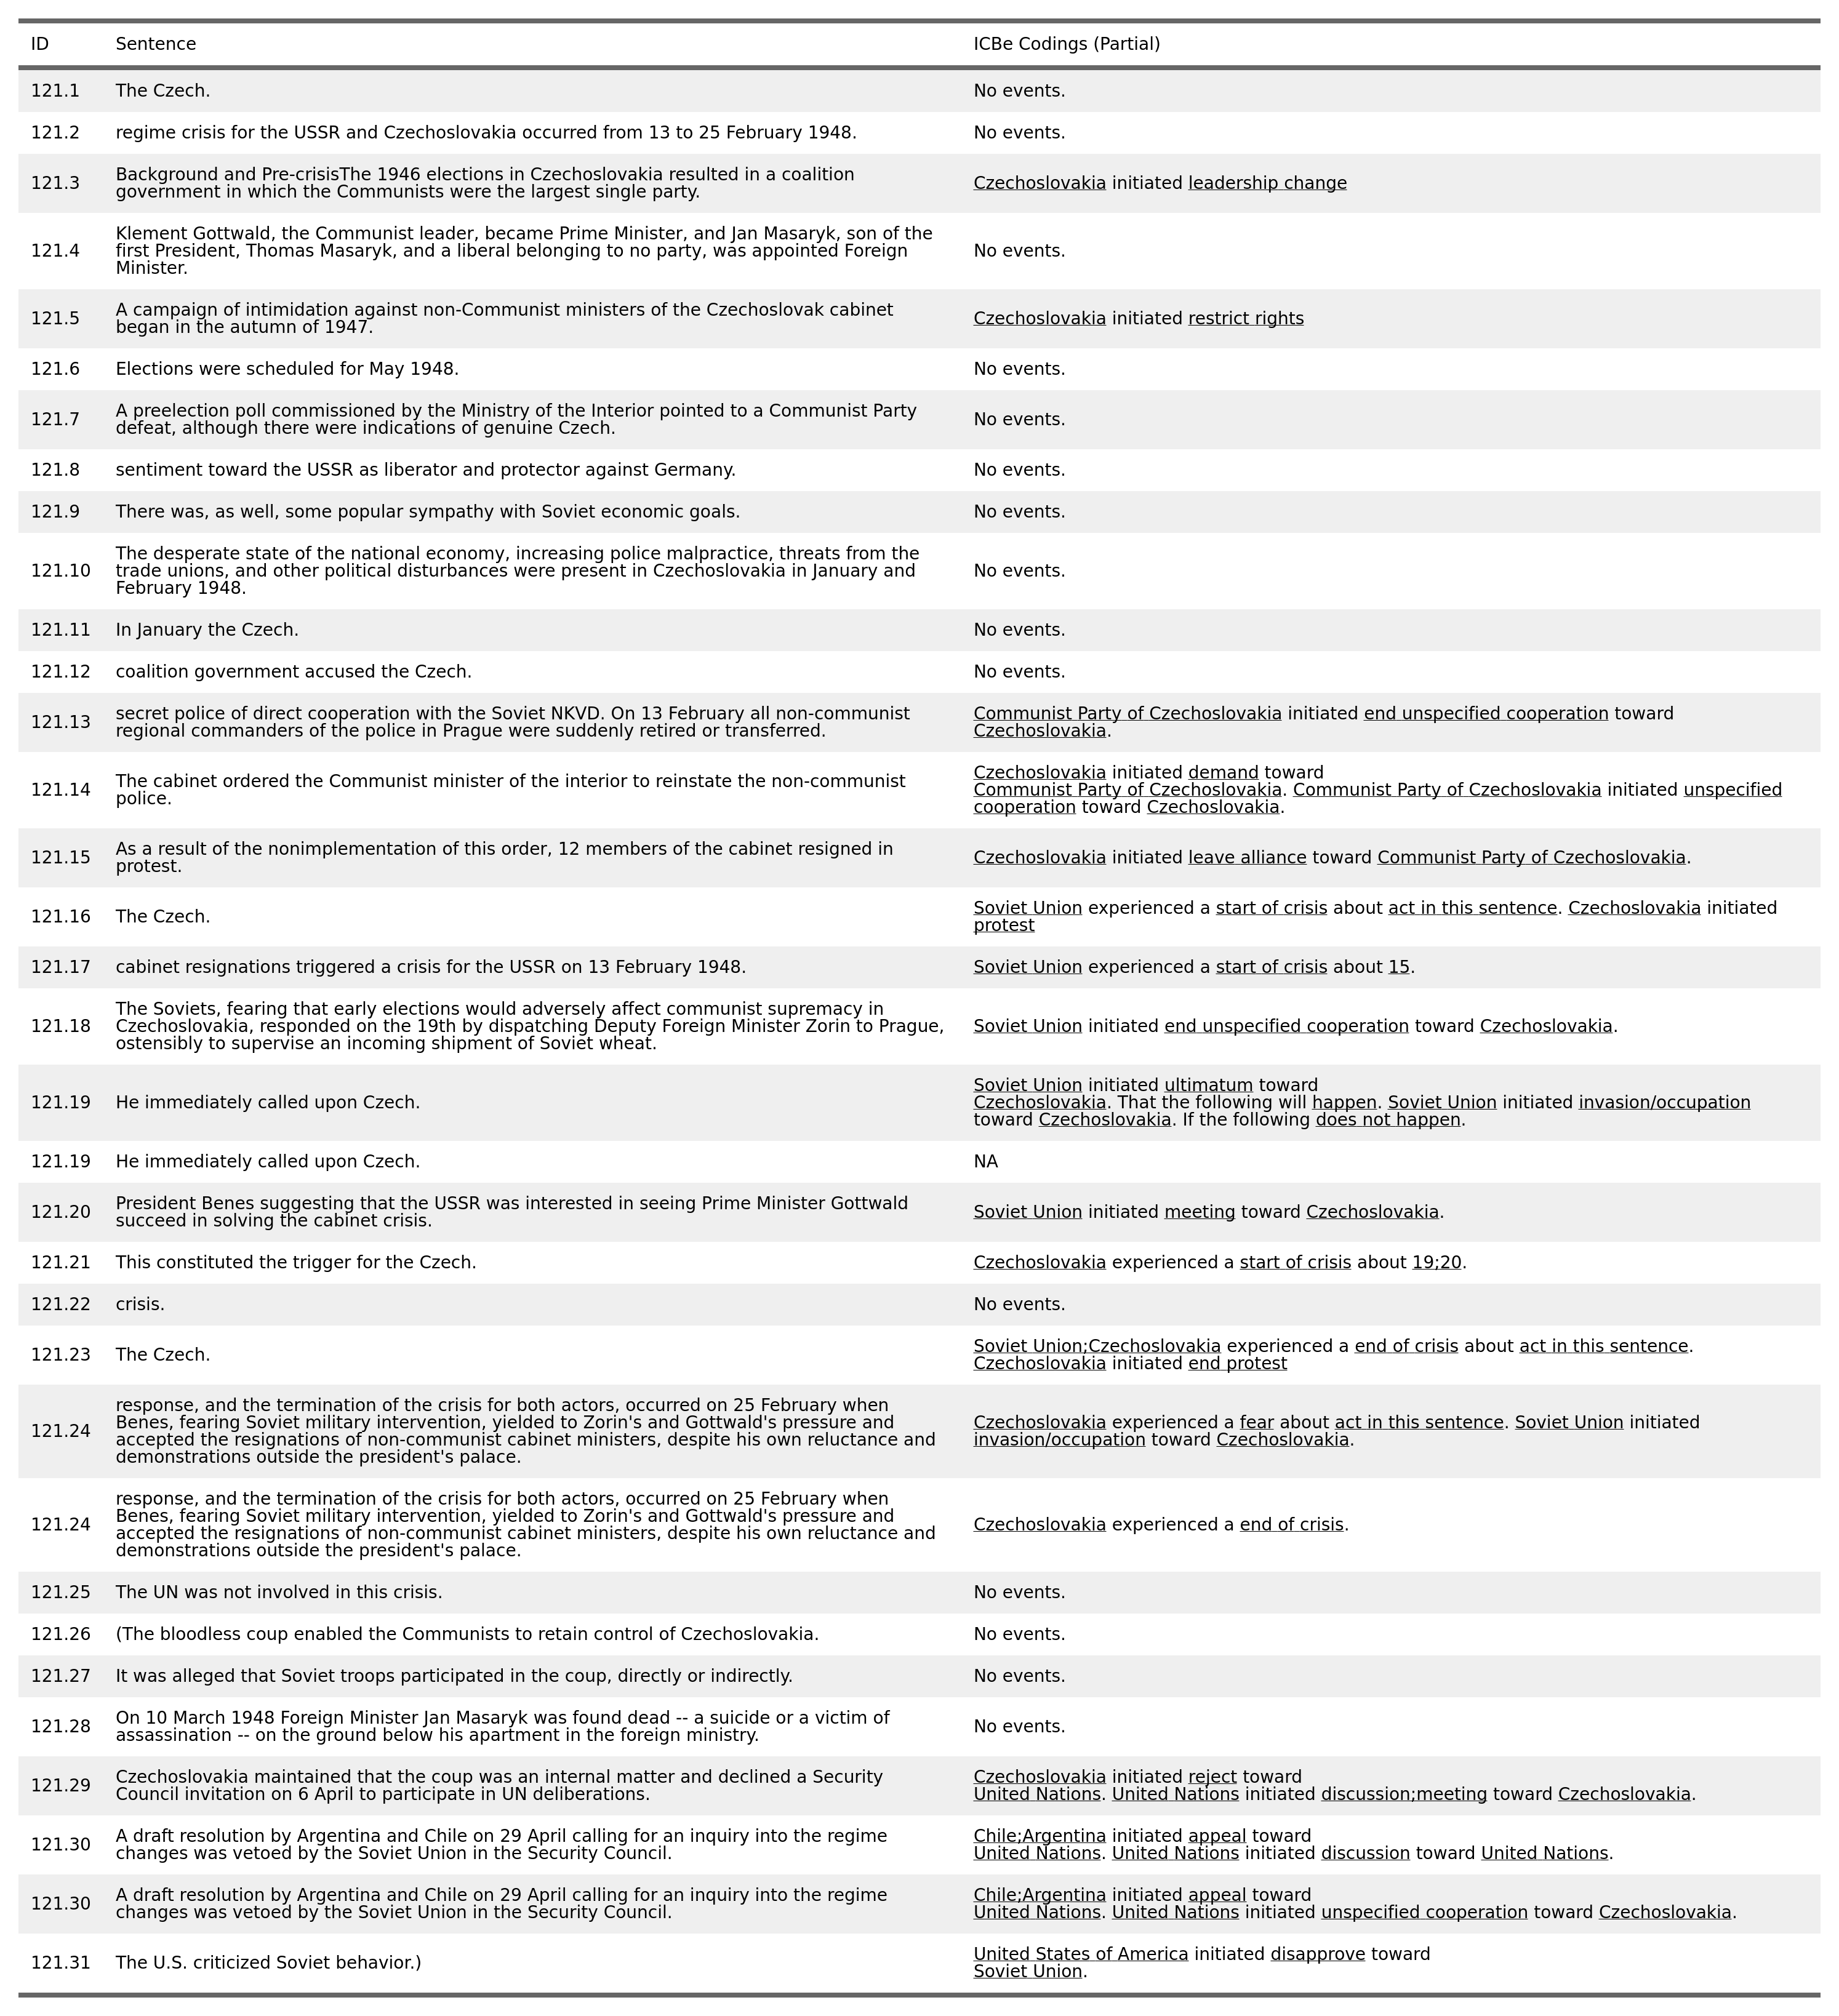 ID Sentence ICBe Codings (Partial)
121.1 The Czech. No events.
121.2 regime crisis for the USSR and Czechoslovakia occurred from 13 to 25 February 1948. No events.
121.3 Background and Pre-crisisThe 1946 elections in Czechoslovakia resulted in a coalition
government in which the Communists were the largest single party.
Czechoslovakia initiated leadership change
121.4 Klement Gottwald, the Communist leader, became Prime Minister, and Jan Masaryk, son of the
first President, Thomas Masaryk, and a liberal belonging to no party, was appointed Foreign
Minister.
No events.
121.5 A campaign of intimidation against non-Communist ministers of the Czechoslovak cabinet
began in the autumn of 1947.
Czechoslovakia initiated restrict rights
121.6 Elections were scheduled for May 1948. No events.
121.7 A preelection poll commissioned by the Ministry of the Interior pointed to a Communist Party
defeat, although there were indications of genuine Czech.
No events.
121.8 sentiment toward the USSR as liberator and protector against Germany. No events.
121.9 There was, as well, some popular sympathy with Soviet economic goals. No events.
121.10 The desperate state of the national economy, increasing police malpractice, threats from the
trade unions, and other political disturbances were present in Czechoslovakia in January and
February 1948.
No events.
121.11 In January the Czech. No events.
121.12 coalition government accused the Czech. No events.
121.13 secret police of direct cooperation with the Soviet NKVD. On 13 February all non-communist
regional commanders of the police in Prague were suddenly retired or transferred.
Communist Party of Czechoslovakia initiated end unspecified cooperation toward
Czechoslovakia.
121.14 The cabinet ordered the Communist minister of the interior to reinstate the non-communist
police.
Czechoslovakia initiated demand toward
Communist Party of Czechoslovakia. Communist Party of Czechoslovakia initiated unspecified
cooperation toward Czechoslovakia.
121.15 As a result of the nonimplementation of this order, 12 members of the cabinet resigned in
protest.
Czechoslovakia initiated leave alliance toward Communist Party of Czechoslovakia.
121.16 The Czech.
Soviet Union experienced a start of crisis about act in this sentence. Czechoslovakia initiated
protest
121.17 cabinet resignations triggered a crisis for the USSR on 13 February 1948. Soviet Union experienced a start of crisis about 15.
121.18 The Soviets, fearing that early elections would adversely affect communist supremacy in
Czechoslovakia, responded on the 19th by dispatching Deputy Foreign Minister Zorin to Prague,
ostensibly to supervise an incoming shipment of Soviet wheat.
Soviet Union initiated end unspecified cooperation toward Czechoslovakia.
121.19 He immediately called upon Czech.
Soviet Union initiated ultimatum toward
Czechoslovakia. That the following will happen. Soviet Union initiated invasion/occupation
toward Czechoslovakia. If the following does not happen.
121.19 He immediately called upon Czech. NA
121.20 President Benes suggesting that the USSR was interested in seeing Prime Minister Gottwald
succeed in solving the cabinet crisis.
Soviet Union initiated meeting toward Czechoslovakia.
121.21 This constituted the trigger for the Czech. Czechoslovakia experienced a start of crisis about 19;20.
121.22 crisis. No events.
121.23 The Czech.
Soviet Union;Czechoslovakia experienced a end of crisis about act in this sentence.
Czechoslovakia initiated end protest
121.24 response, and the termination of the crisis for both actors, occurred on 25 February when
Benes, fearing Soviet military intervention, yielded to Zorin's and Gottwald's pressure and
accepted the resignations of non-communist cabinet ministers, despite his own reluctance and
demonstrations outside the president's palace.
Czechoslovakia experienced a fear about act in this sentence. Soviet Union initiated
invasion/occupation toward Czechoslovakia.
121.24 response, and the termination of the crisis for both actors, occurred on 25 February when
Benes, fearing Soviet military intervention, yielded to Zorin's and Gottwald's pressure and
accepted the resignations of non-communist cabinet ministers, despite his own reluctance and
demonstrations outside the president's palace.
Czechoslovakia experienced a end of crisis.
121.25 The UN was not involved in this crisis. No events.
121.26 (The bloodless coup enabled the Communists to retain control of Czechoslovakia. No events.
121.27 It was alleged that Soviet troops participated in the coup, directly or indirectly. No events.
121.28 On 10 March 1948 Foreign Minister Jan Masaryk was found dead -- a suicide or a victim of
assassination -- on the ground below his apartment in the foreign ministry.
No events.
121.29 Czechoslovakia maintained that the coup was an internal matter and declined a Security
Council invitation on 6 April to participate in UN deliberations.
Czechoslovakia initiated reject toward
United Nations. United Nations initiated discussion;meeting toward Czechoslovakia.
121.30 A draft resolution by Argentina and Chile on 29 April calling for an inquiry into the regime
changes was vetoed by the Soviet Union in the Security Council.
Chile;Argentina initiated appeal toward
United Nations. United Nations initiated discussion toward United Nations.
121.30 A draft resolution by Argentina and Chile on 29 April calling for an inquiry into the regime
changes was vetoed by the Soviet Union in the Security Council.
Chile;Argentina initiated appeal toward
United Nations. United Nations initiated unspecified cooperation toward Czechoslovakia.
121.31 The U.S. criticized Soviet behavior.)
United States of America initiated disapprove toward
Soviet Union.